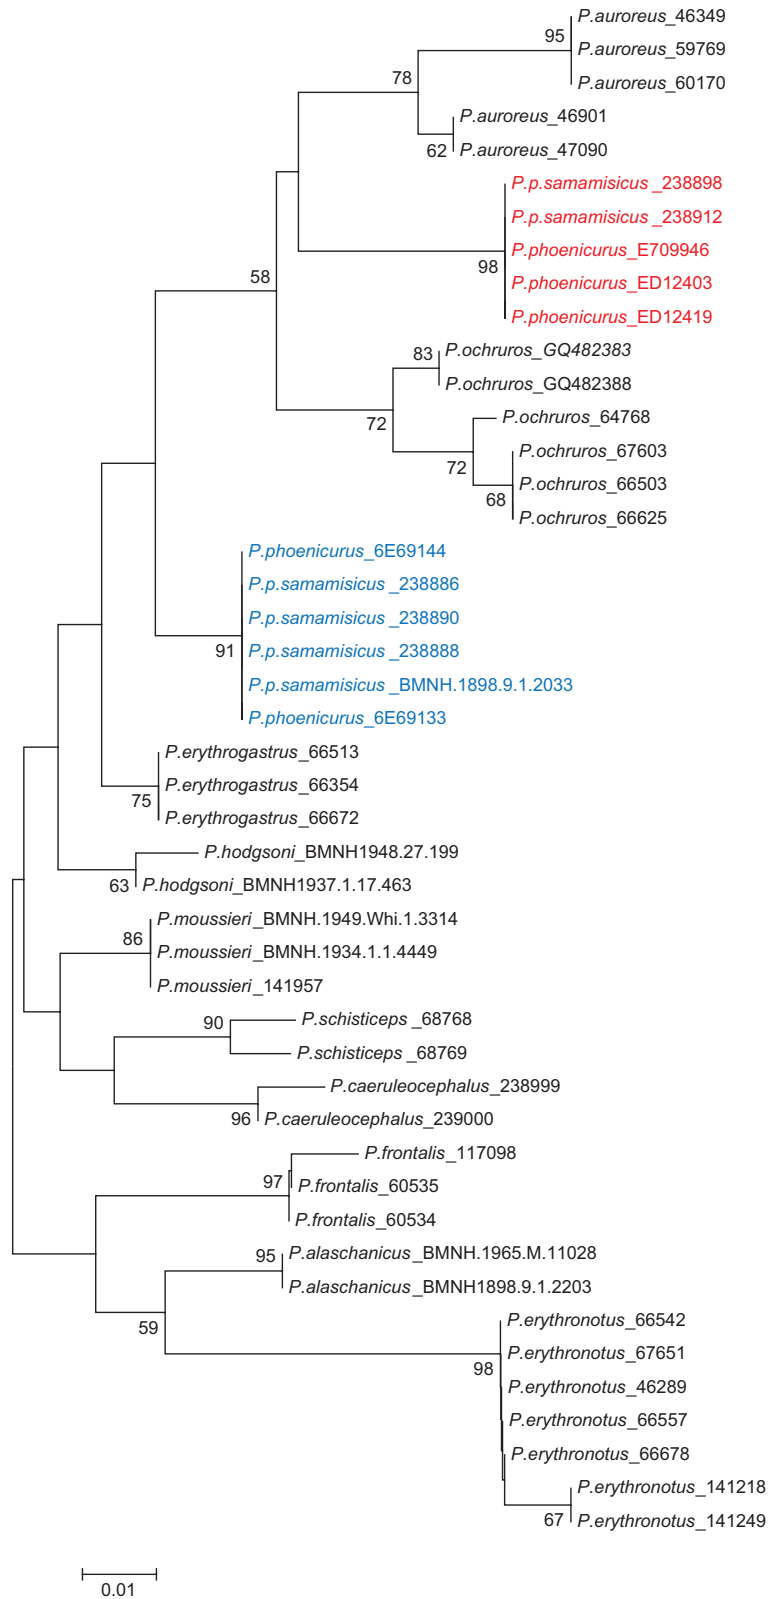 P.auroreus_46349
95
P.auroreus_59769
78
P.auroreus_60170
P.auroreus_46901
62
P.auroreus_47090
P.p.samamisicus _238898
P.p.samamisicus _238912
P.phoenicurus_E709946
98
58
P.phoenicurus_ED12403
P.phoenicurus_ED12419
P.ochruros_GQ482383
83
P.ochruros_GQ482388
P.ochruros_64768
72
P.ochruros_67603
72
P.ochruros_66503
68
P.ochruros_66625
P.phoenicurus_6E69144
P.p.samamisicus _238886
P.p.samamisicus _238890
P.p.samamisicus _238888
91
P.p.samamisicus _BMNH.1898.9.1.2033
P.phoenicurus_6E69133
P.erythrogastrus_66513
P.erythrogastrus_66354
75
P.erythrogastrus_66672
P.hodgsoni_BMNH1948.27.199
63
P.hodgsoni_BMNH1937.1.17.463
P.moussieri_BMNH.1949.Whi.1.3314
86
P.moussieri_BMNH.1934.1.1.4449
P.moussieri_141957
P.schisticeps _68768
90
P.schisticeps _68769
P.caeruleocephalus_238999
96
P.caeruleocephalus_239000
P.frontalis_117098
97
P.frontalis_60535
P.frontalis_60534
P.alaschanicus_BMNH.1965.M.11028
95
P.alaschanicus_BMNH1898.9.1.2203
P.erythronotus_66542
59
P.erythronotus_67651
98
P.erythronotus_46289
P.erythronotus_66557
P.erythronotus_66678
P.erythronotus_141218
67
P.erythronotus_141249
0.01